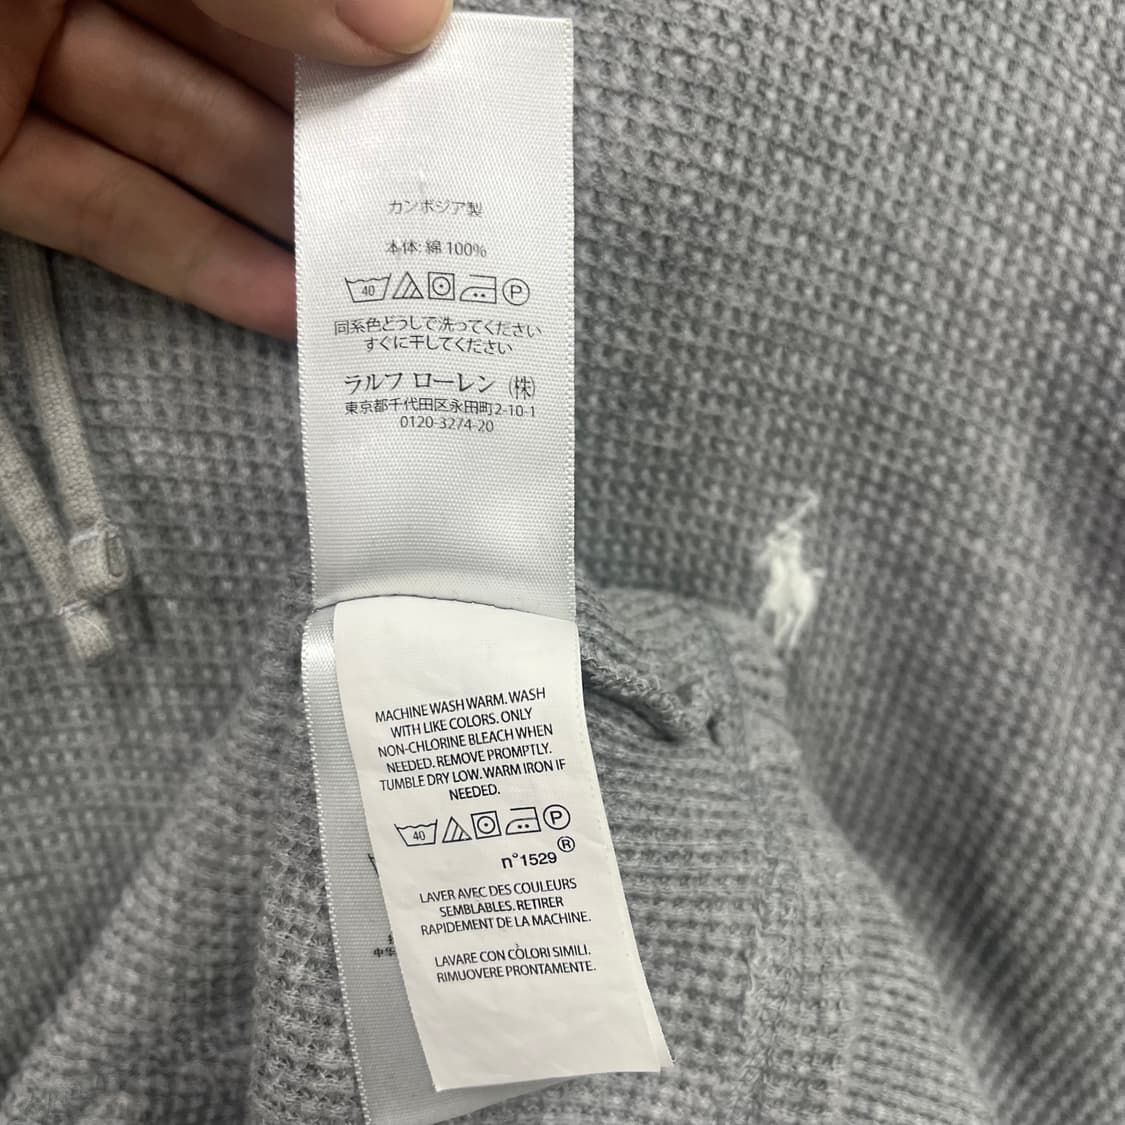 カンボジア製
本体: 綿 100%
40 P
同系色どうしで洗ってください
すぐに干してください
ラルフ ローレン (株)
東京都千代田区永田町2-10-1
0120-3274-20
MACHINE WASH WARM. WASH
WITH LIKE COLORS. ONLY
NON-CHLORINE BLEACH WHEN
NEEDED. REMOVE PROMPTLY.
TUMBLE DRY LOW. WARM IRON IF
NEEDED.
40 P
n°1529 ®
LAVER AVEC DES COULEURS
SEMBLABLES. RETIRER
RAPIDEMENT DE LA MACHINE.
LAVARE CON COLORI SIMILI.
RIMUOVERE PRONTAMENTE.